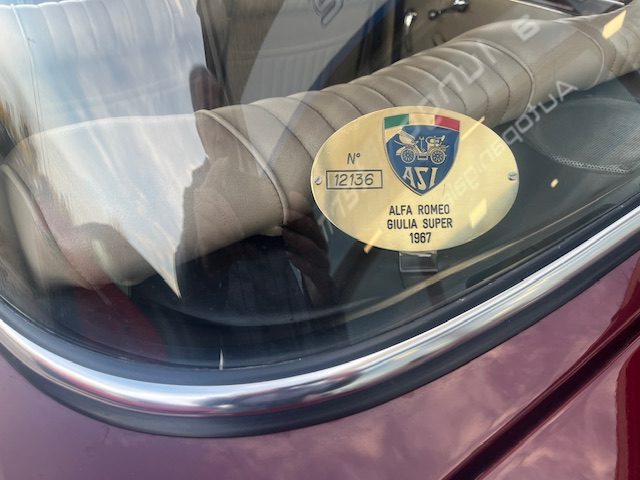 N°
12136
ASI
ALFA ROMEO
GIULIA SUPER
1967